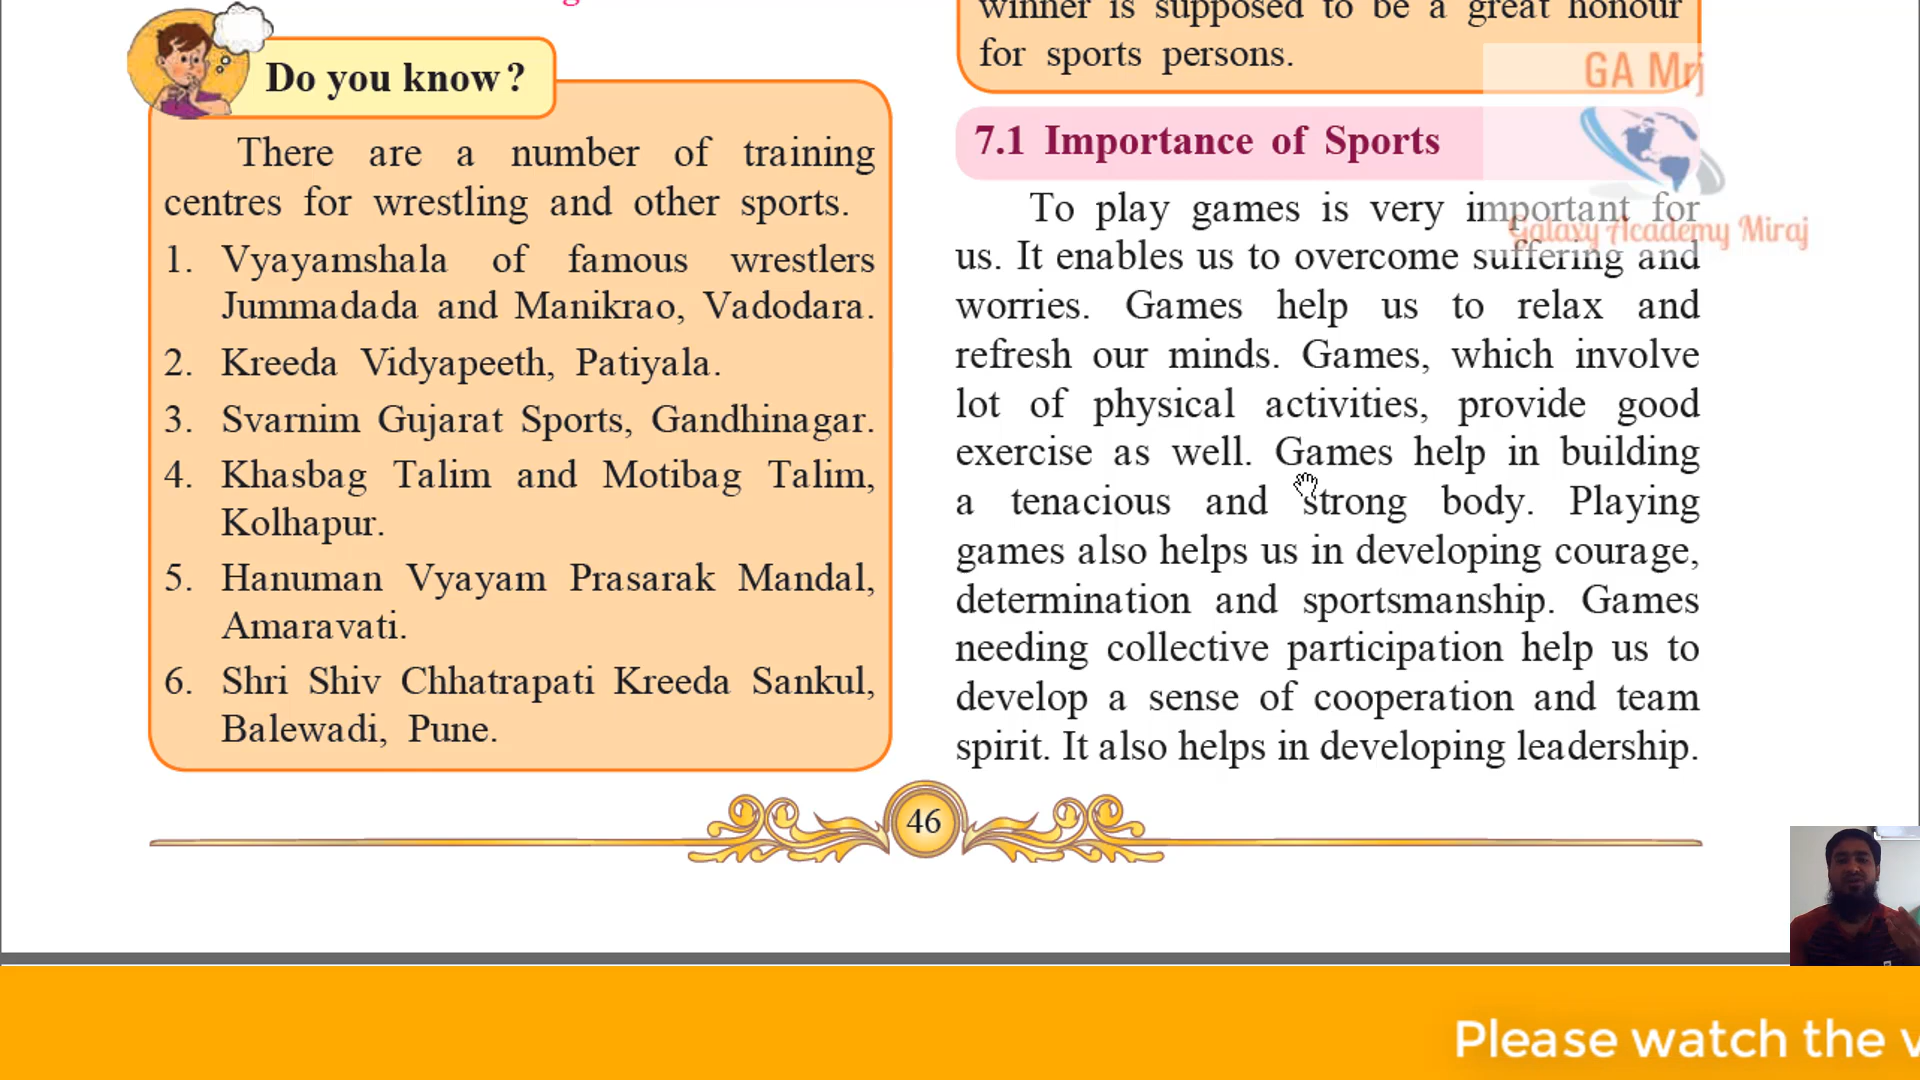 Do you know?
There are a number of training
centres for wrestling and other sports.
1. Vyayamshala of famous wrestlers
Jummadada and Manikrao, Vadodara.
2. Kreeda Vidyapeeth, Patiyala.
3. Svarnim Gujarat Sports, Gandhinagar.
4. Khasbag Talim and Motibag Talim,
Kolhapur.
5. Hanuman Vyayam Prasarak Mandal,
Amaravati.
6. Shri Shiv Chhatrapati Kreeda Sankul,
Balewadi, Pune.
winner is supposed to be a great honour
for sports persons.
GA Mrj
7.1 Importance of Sports
To play games is very important for
Galaxy Academy Miraj
us. It enables us to overcome suffering and
worries. Games help us to relax and
refresh our minds. Games, which involve
lot of physical activities, provide good
exercise as well. Games help in building
a tenacious and strong body. Playing
games also helps us in developing courage,
determination and sportsmanship. Games
needing collective participation help us to
develop a sense of cooperation and team
spirit. It also helps in developing leadership.
46
Please watch the